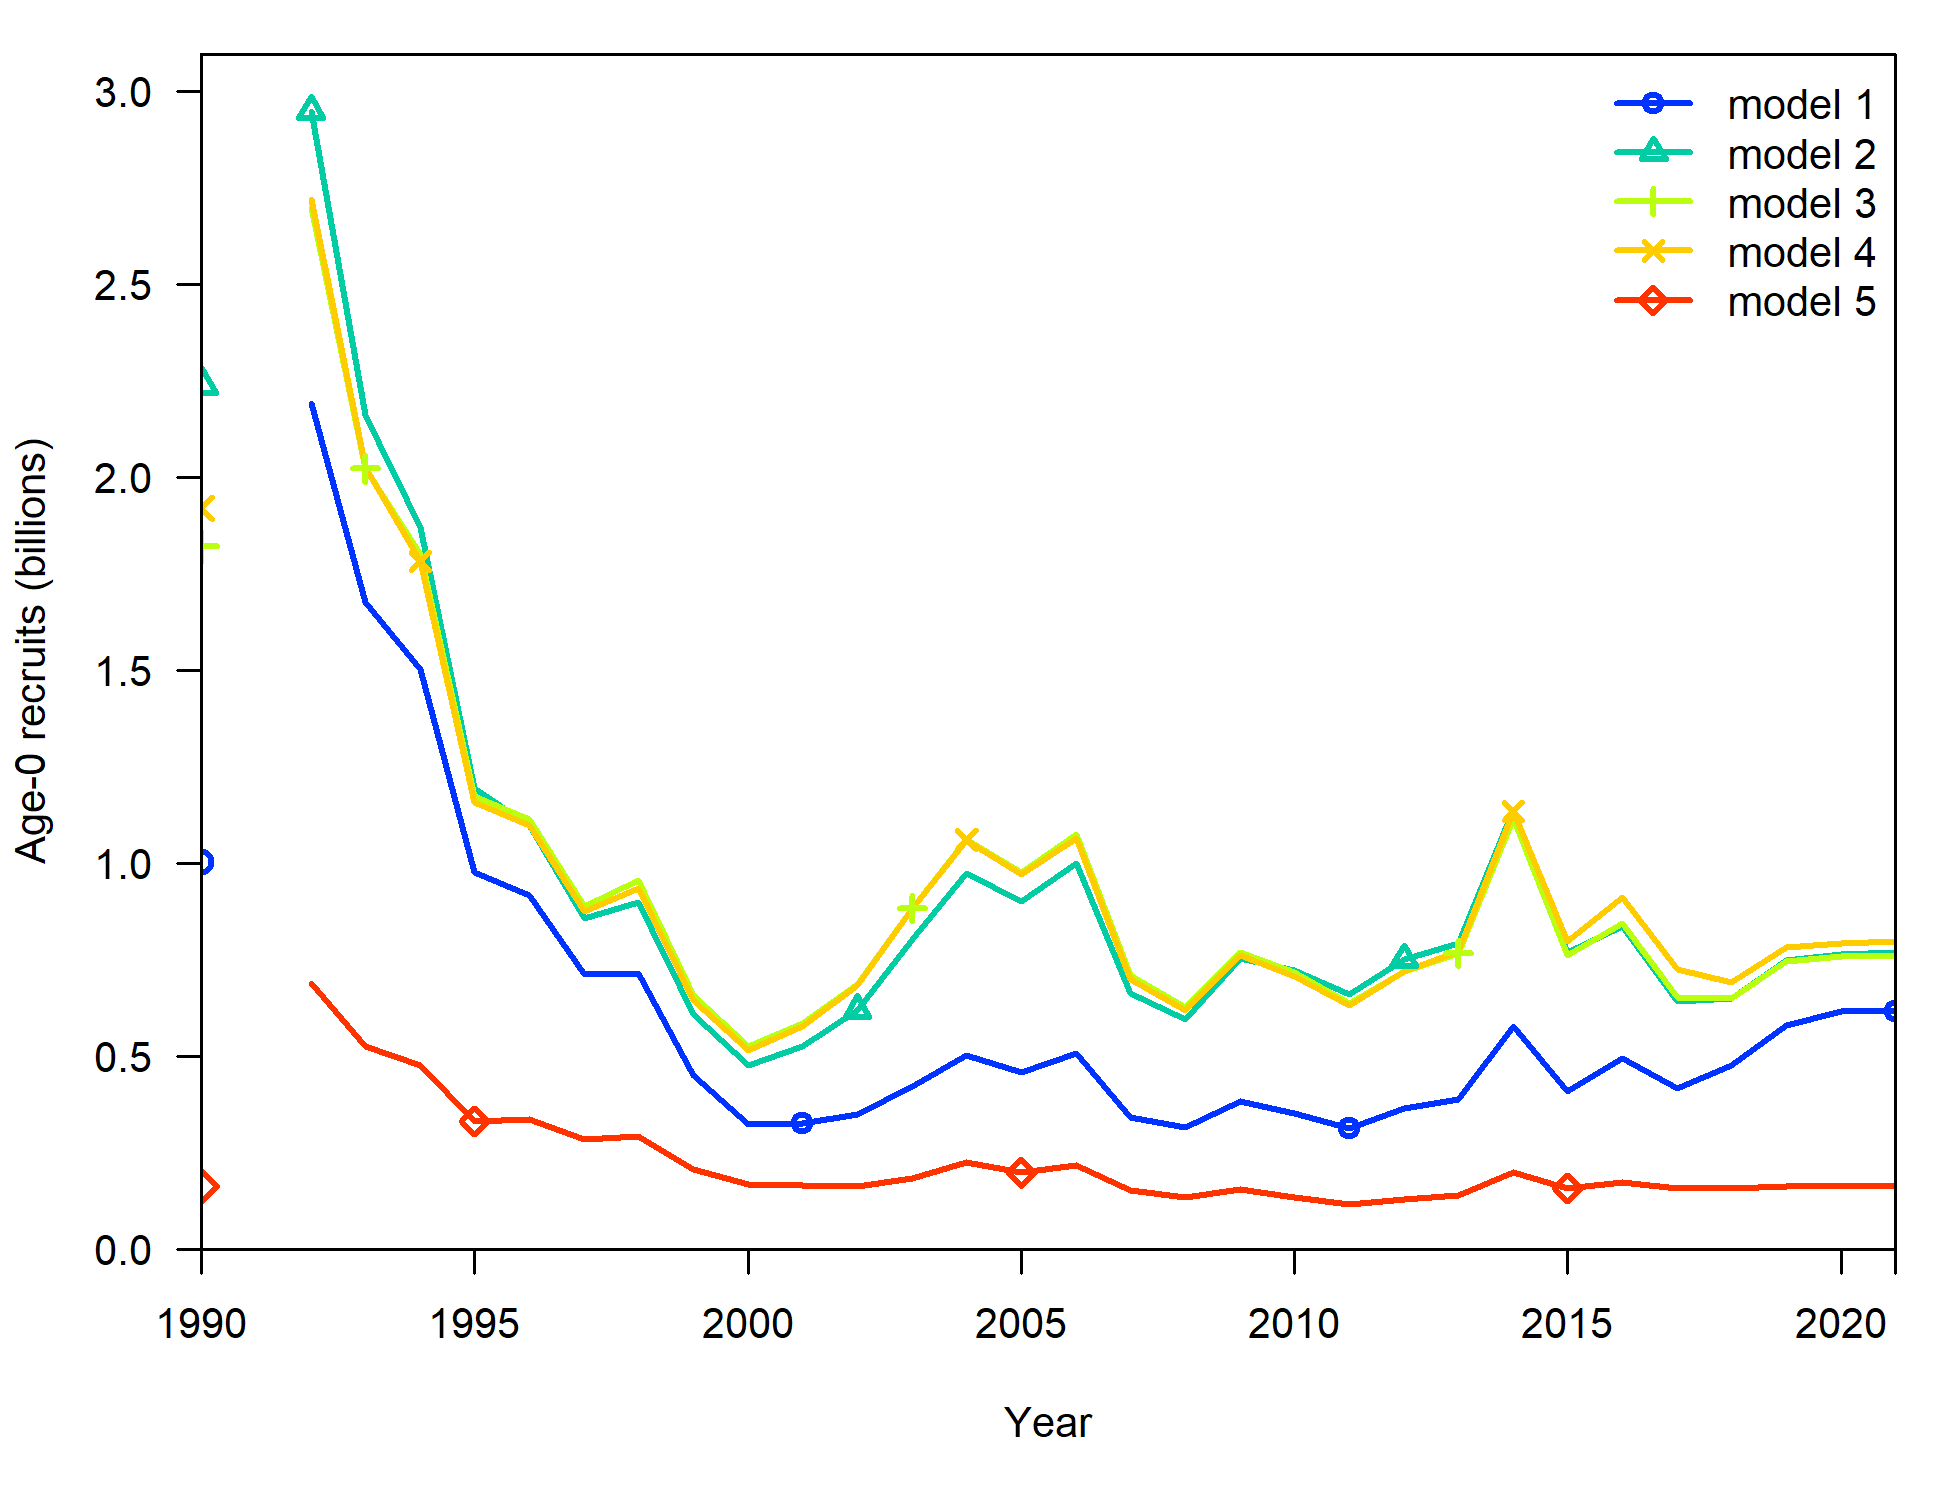 3.0
2.5
2.0
1.5
1.0
0.5
0.0
Age-0 recruits (billions)
model 1
model 2
model 3
model 4
model 5
1990 1995 2000 2005 2010 2015 2020
Year